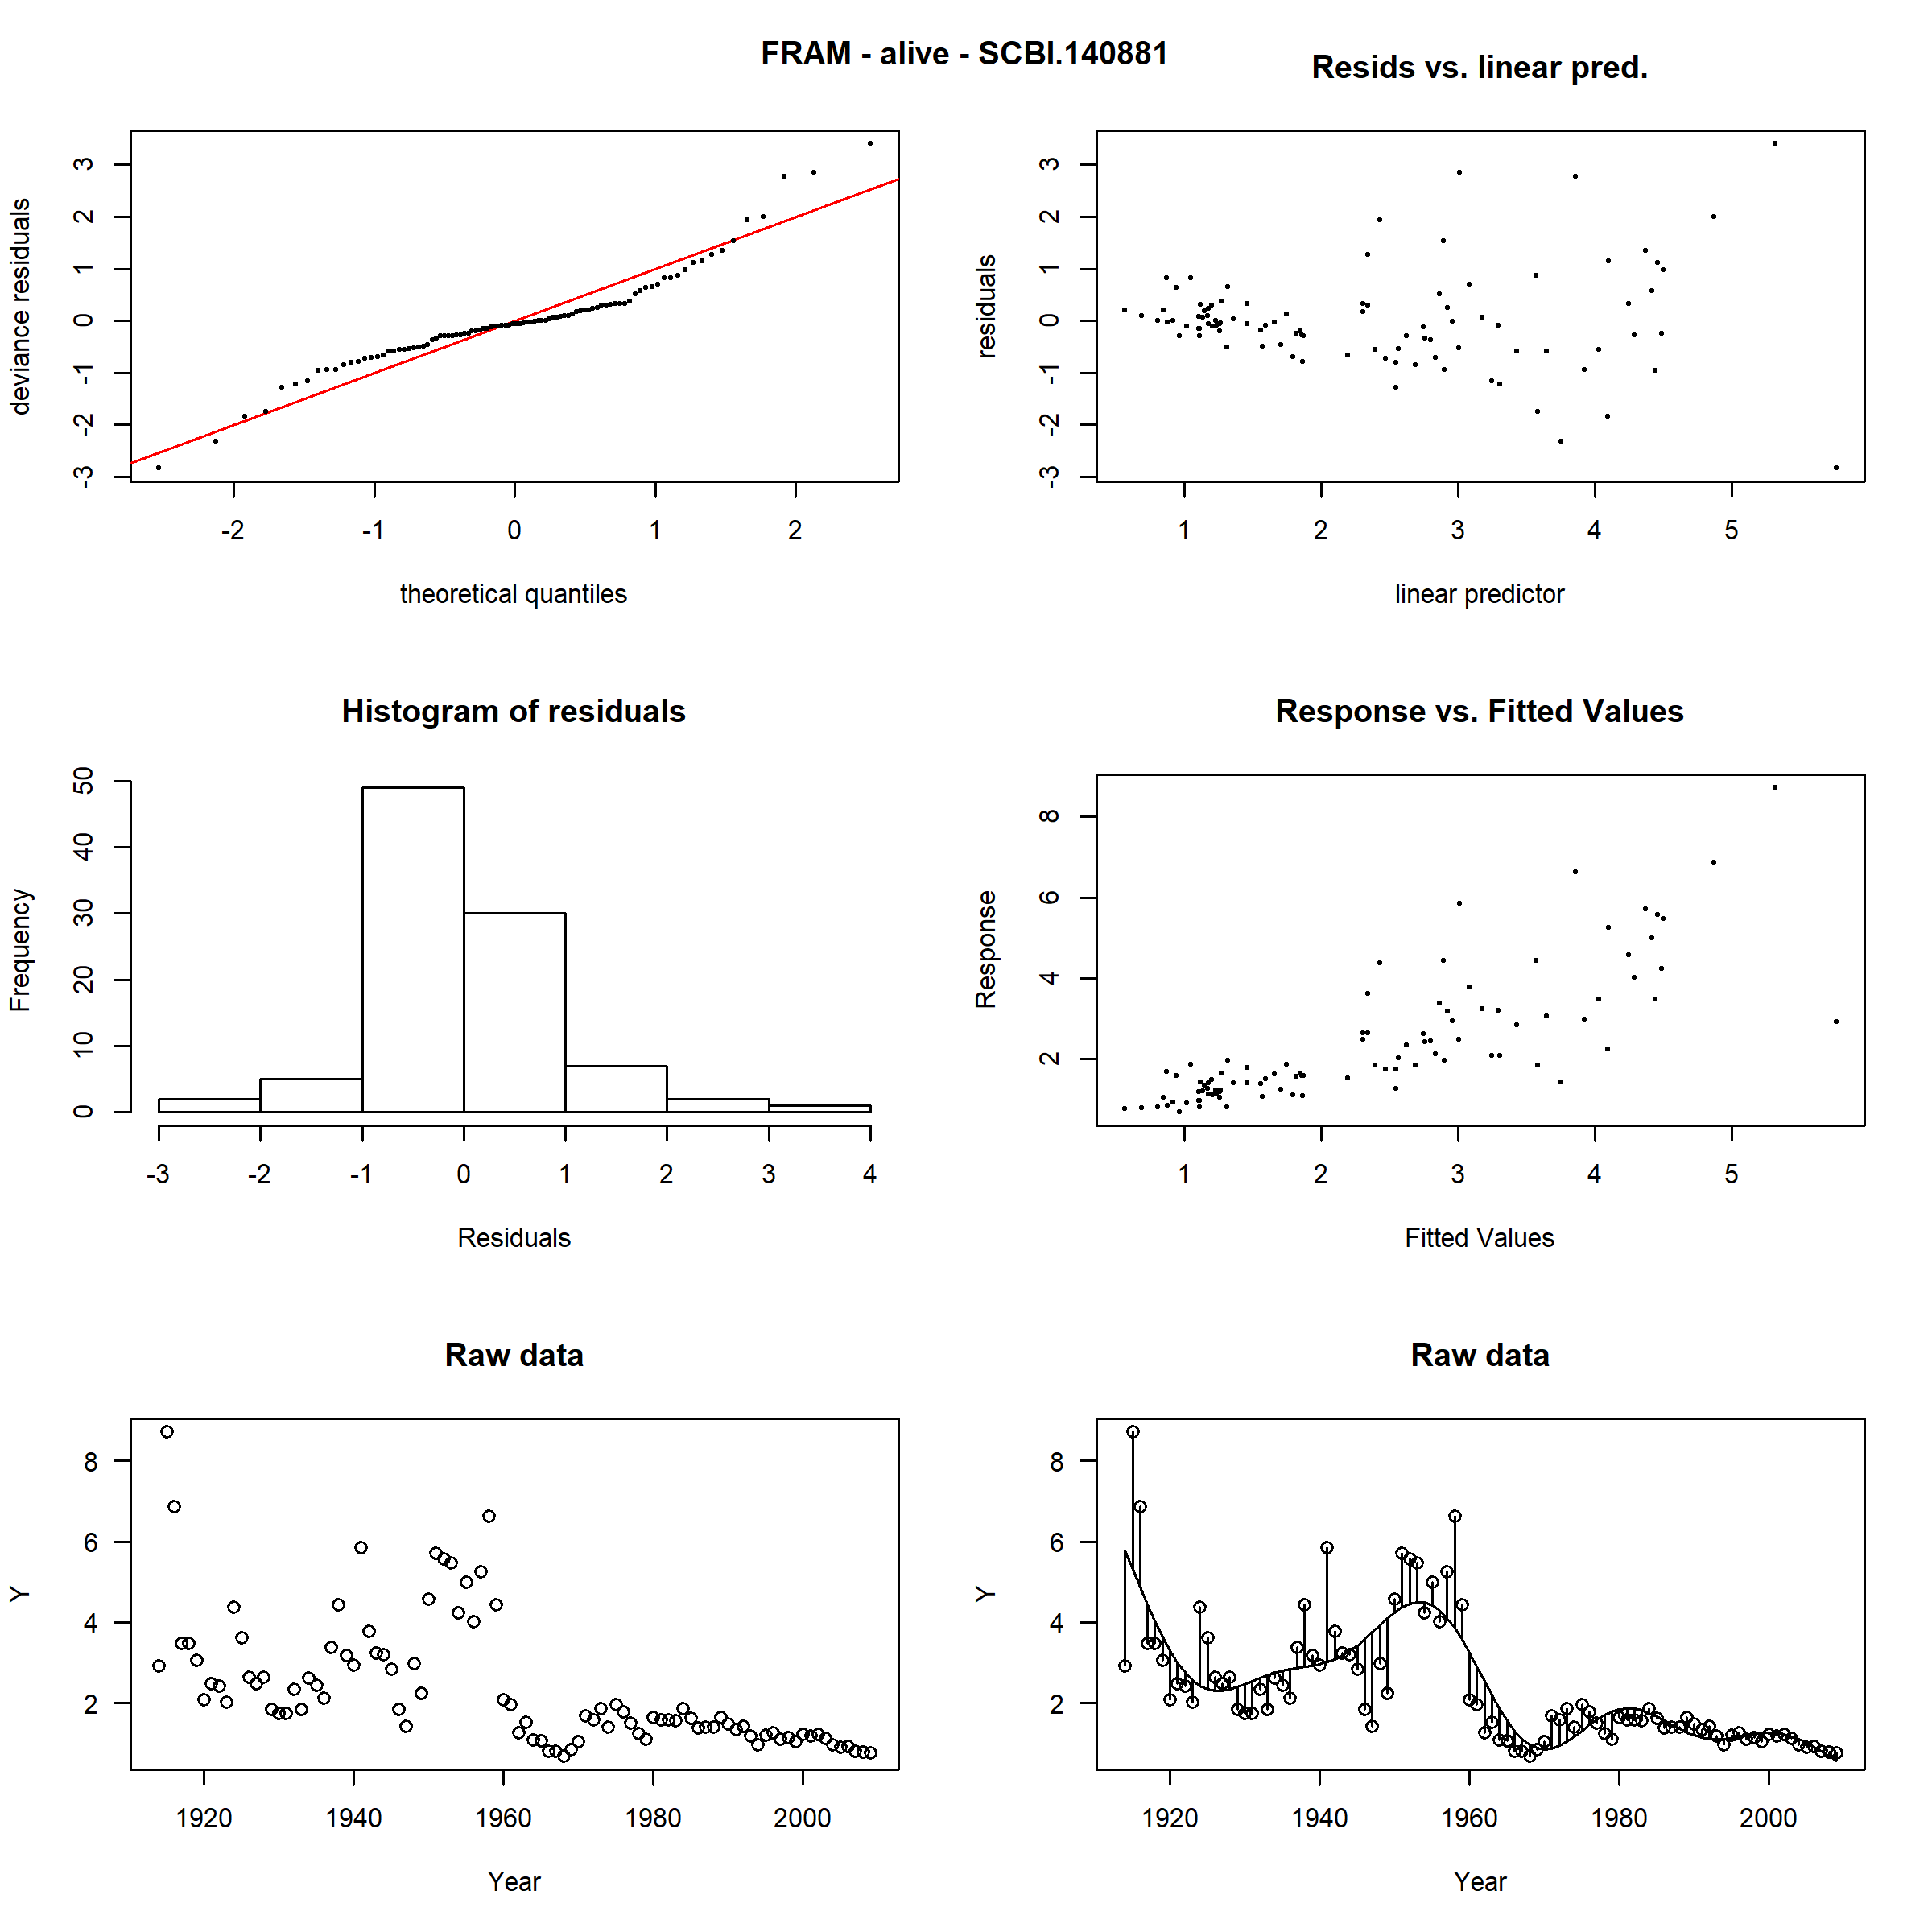 FRAM - alive - SCBI.140881
Resids vs. linear pred.
deviance residuals
3
2
1
0
-1
-2
-3
-2 -1 0 1 2
theoretical quantiles
residuals
3
2
1
0
-1
-2
-3
1 2 3 4 5
linear predictor
Histogram of residuals
Frequency
50
40
30
20
10
0
-3 -2 -1 0 1 2 3 4
Residuals
Response vs. Fitted Values
Response
8
6
4
2
1 2 3 4 5
Fitted Values
Raw data
Y
8
6
4
2
1920 1940 1960 1980 2000
Year
Raw data
Y
8
6
4
2
1920 1940 1960 1980 2000
Year